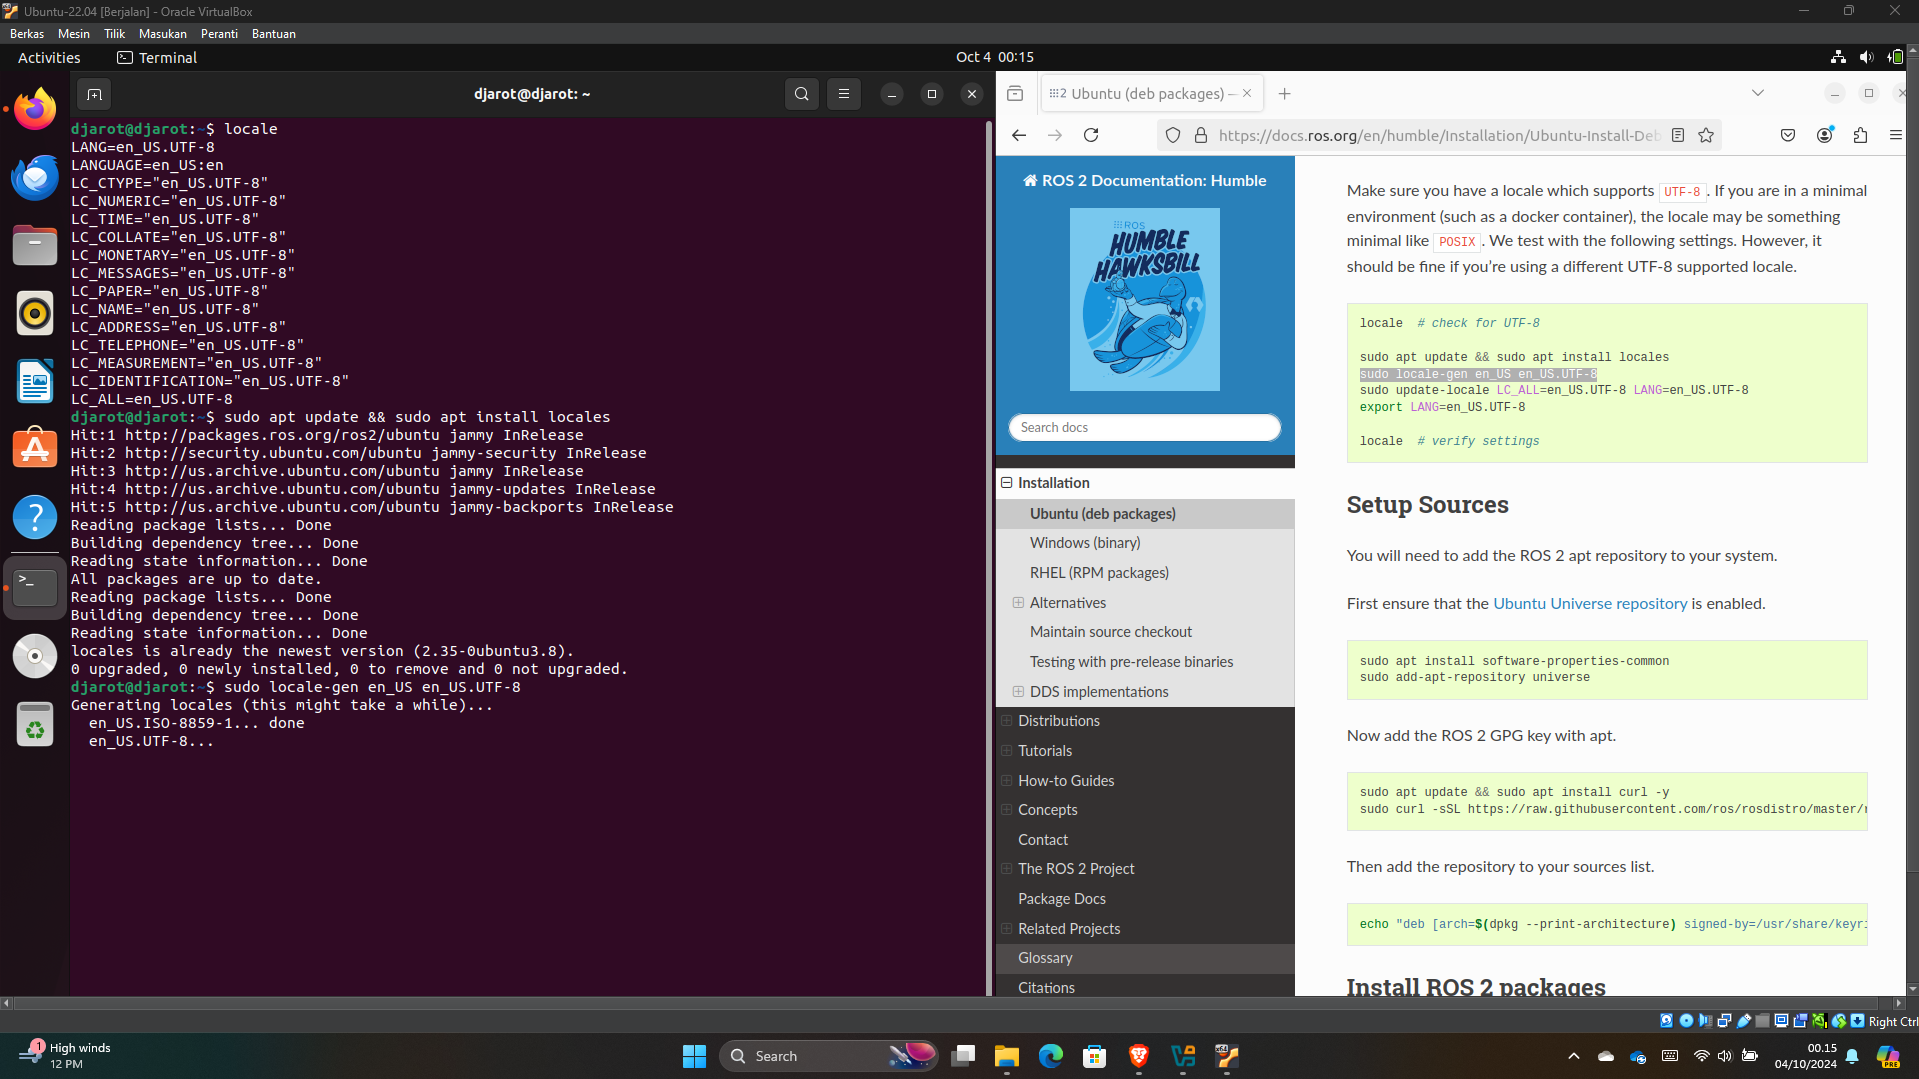 Ubuntu-22.04 [Berjalan] - Oracle VirtualBox
Berkas Mesin Tilik Masukan Peranti Bantuan
Activities Terminal Oct 4 00:15
djarot@djarot: ~
djarot@djarot:~$ locale
LANG=en_US.UTF-8
LANGUAGE=en_US:en
LC_CTYPE="en_US.UTF-8"
LC_NUMERIC="en_US.UTF-8"
LC_TIME="en_US.UTF-8"
LC_COLLATE="en_US.UTF-8"
LC_MONETARY="en_US.UTF-8"
LC_MESSAGES="en_US.UTF-8"
LC_PAPER="en_US.UTF-8"
LC_NAME="en_US.UTF-8"
LC_ADDRESS="en_US.UTF-8"
LC_TELEPHONE="en_US.UTF-8"
LC_MEASUREMENT="en_US.UTF-8"
LC_IDENTIFICATION="en_US.UTF-8"
LC_ALL=en_US.UTF-8
djarot@djarot:~$ sudo apt update && sudo apt install locales
Hit:1 http://packages.ros.org/ros2/ubuntu jammy InRelease
Hit:2 http://security.ubuntu.com/ubuntu jammy-security InRelease
Hit:3 http://us.archive.ubuntu.com/ubuntu jammy InRelease
Hit:4 http://us.archive.ubuntu.com/ubuntu jammy-updates InRelease
Hit:5 http://us.archive.ubuntu.com/ubuntu jammy-backports InRelease
Reading package lists... Done
Building dependency tree... Done
Reading state information... Done
All packages are up to date.
Reading package lists... Done
Building dependency tree... Done
Reading state information... Done
locales is already the newest version (2.35-0ubuntu3.8).
0 upgraded, 0 newly installed, 0 to remove and 0 not upgraded.
djarot@djarot:~$ sudo locale-gen en_US en_US.UTF-8
Generating locales (this might take a while)...
en_US.ISO-8859-1... done
en_US.UTF-8...
2 Ubuntu (deb packages) —
https://docs.ros.org/en/humble/Installation/Ubuntu-Install-Deb
ROS 2 Documentation: Humble
ROS
HUMBLE
HAWKSBILL
Search docs
Installation
Ubuntu (deb packages)
Windows (binary)
RHEL (RPM packages)
Alternatives
Maintain source checkout
Testing with pre-release binaries
DDS implementations
Distributions
Tutorials
How-to Guides
Concepts
Contact
The ROS 2 Project
Package Docs
Related Projects
Glossary
Citations
Make sure you have a locale which supports UTF-8. If you are in a minimal
environment (such as a docker container), the locale may be something
minimal like POSIX. We test with the following settings. However, it
should be fine if you’re using a different UTF-8 supported locale.
locale # check for UTF-8
sudo apt update && sudo apt install locales
sudo locale-gen en_US en_US.UTF-8
sudo update-locale LC_ALL=en_US.UTF-8 LANG=en_US.UTF-8
export LANG=en_US.UTF-8
locale # verify settings
Setup Sources
You will need to add the ROS 2 apt repository to your system.
First ensure that the Ubuntu Universe repository is enabled.
sudo apt install software-properties-common
sudo add-apt-repository universe
Now add the ROS 2 GPG key with apt.
sudo apt update && sudo apt install curl -y
sudo curl -sSL https://raw.githubusercontent.com/ros/rosdistro/master/r
Then add the repository to your sources list.
echo "deb [arch=$(dpkg --print-architecture) signed-by=/usr/share/keyri
Install ROS 2 packages
Right Ctrl
1
High winds
12 PM
Search
00.15
04/10/2024
PRE